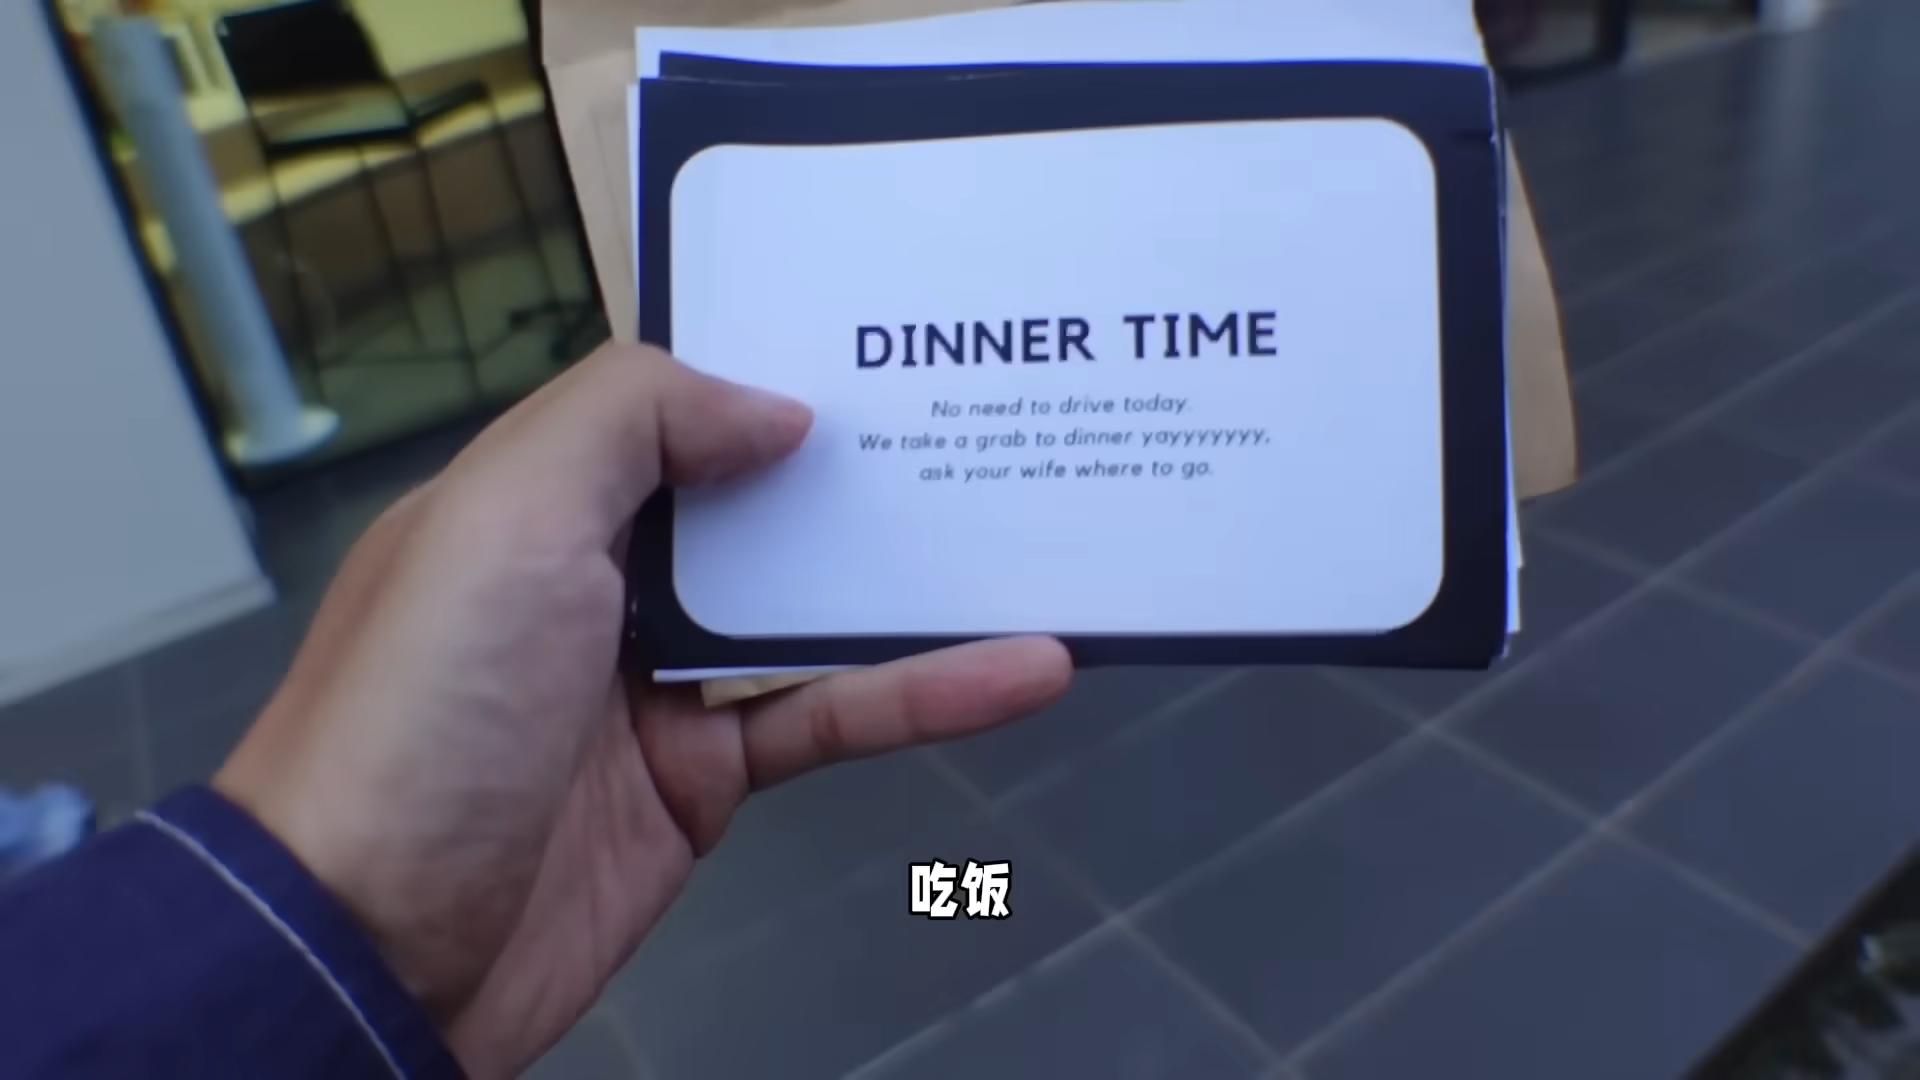 DINNER TIME
No need to drive today.
We take a grab to dinner yayyyyyyy,
ask your wife where to go.
吃饭